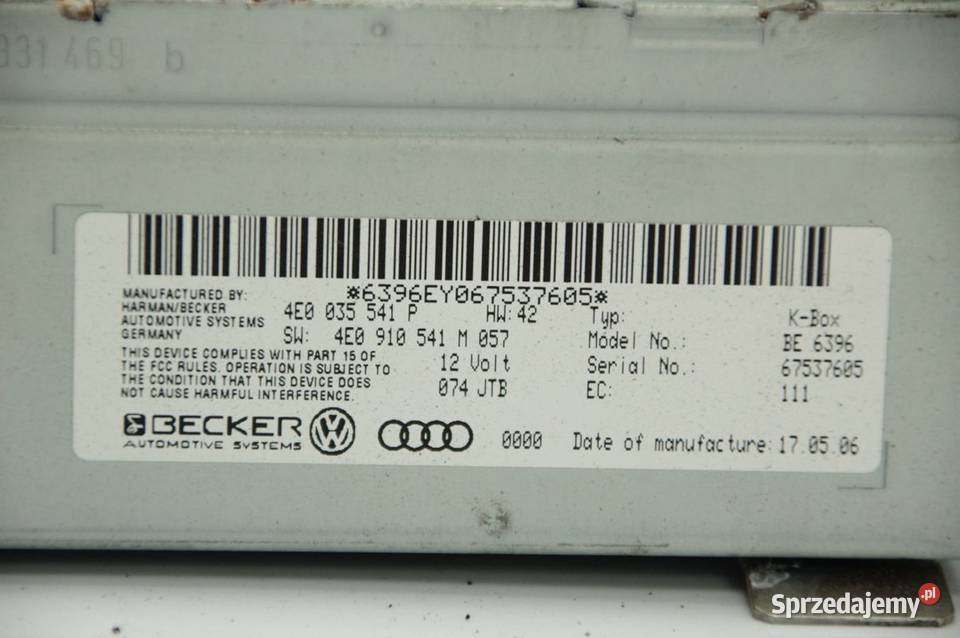 931 469 b
*6396EY067537605*
MANUFACTURED BY:
HARMAN/BECKER
AUTOMOTIVE SYSTEMS
GERMANY
4E0 035 541 P HW: 42
SW: 4E0 910 541 M 057
12 Volt
074 JTB
THIS DEVICE COMPLIES WITH PART 15 OF
THE FCC RULES. OPERATION IS SUBJECT TO
THE CONDITION THAT THIS DEVICE DOES
NOT CAUSE HARMFUL INTERFERENCE.
Typ: K-Box
Model No.: BE 6396
Serial No.: 67537605
EC: 111
BECKER
AUTOMOTIVE SYSTEMS
0000 Date of manufacture: 17.05.06
Sprzedajemy.pl